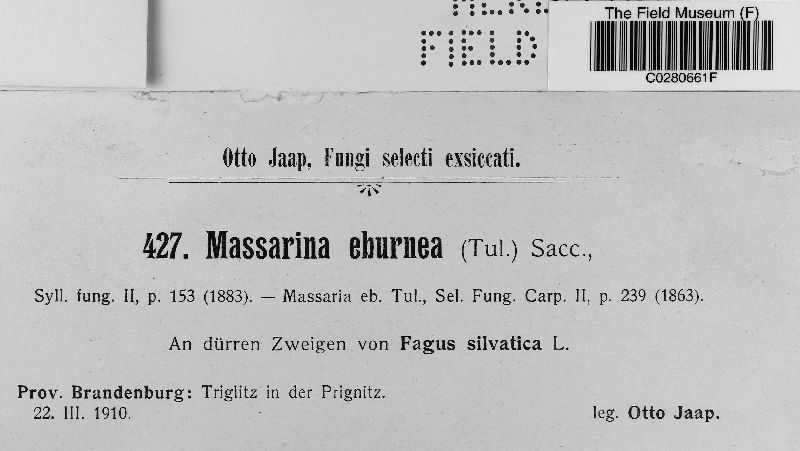 FIELD
The Field Museum (F)
C0280661F
Otto Jaap, Fungi selecti exsiccati.
427. Massarina eburnea (Tul.) Sacc.,
Syll. fung. II, p. 153 (1883). — Massaria eb. Tul., Sel. Fung. Carp. II, p. 239 (1863).
An dürren Zweigen von Fagus silvatica L.
Prov. Brandenburg: Triglitz in der Prignitz.
22. III. 1910.
leg. Otto Jaap.